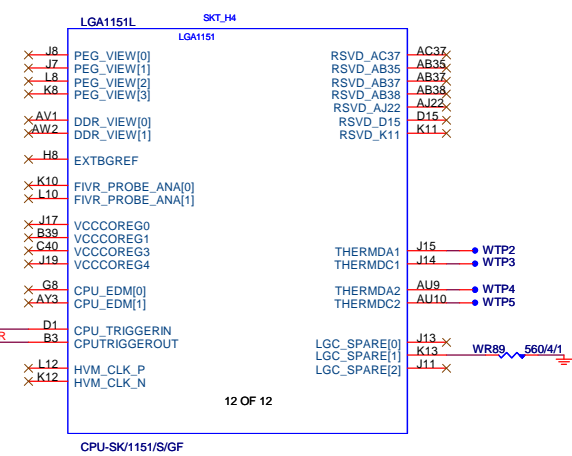 LGA1151L SKT_H4
LGA1151
J8 PEG_VIEW[0] RSVD_AC37 AC37
J7 PEG_VIEW[1] RSVD_AB35 AB35
L8 PEG_VIEW[2] RSVD_AB37 AB37
K8 PEG_VIEW[3] RSVD_AB38 AB38
RSVD_AJ22 AJ22
AV1 DDR_VIEW[0] RSVD_D15 D15
AW2 DDR_VIEW[1] RSVD_K11 K11
H8 EXTBGREF
K10 FIVR_PROBE_ANA[0]
L10 FIVR_PROBE_ANA[1]
J17 VCCCOREG0
B39 VCCCOREG1
C40 VCCCOREG3 THERMDA1 J15 WTP2
J19 VCCCOREG4 THERMDC1 J14 WTP3
G8 CPU_EDM[0] THERMDA2 AU9 WTP4
AY3 CPU_EDM[1] THERMDC2 AU10 WTP5
D1 CPU_TRIGGERIN
R B3 CPUTRIGGEROUT LGC_SPARE[0] J13
LGC_SPARE[1] K13 WR89 560/4/1
L12 HVM_CLK_P LGC_SPARE[2] J11
K12 HVM_CLK_N
12 OF 12
CPU-SK/1151/S/GF